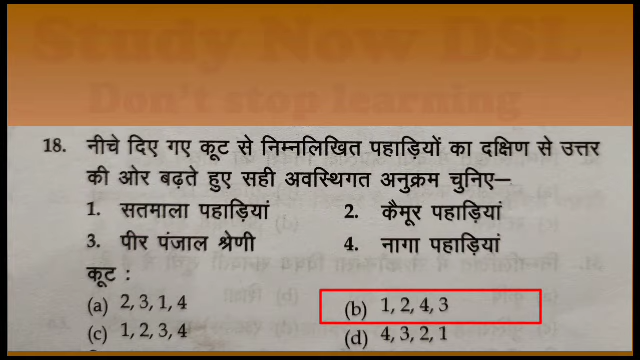 Study Now DSL
Don't stop learning
18. नीचे दिए गए कूट से निम्नलिखित पहाड़ियों का दक्षिण से उत्तर
की ओर बढ़ते हुए सही अवस्थिगत अनुक्रम चुनिए–
1. सतमाला पहाड़ियां 2. कैमूर पहाड़ियां
3. पीर पंजाल श्रेणी 4. नागा पहाड़ियां
कूट :
(a) 2, 3, 1, 4 (b) 1, 2, 4, 3
(c) 1, 2, 3, 4 (d) 4, 3, 2, 1